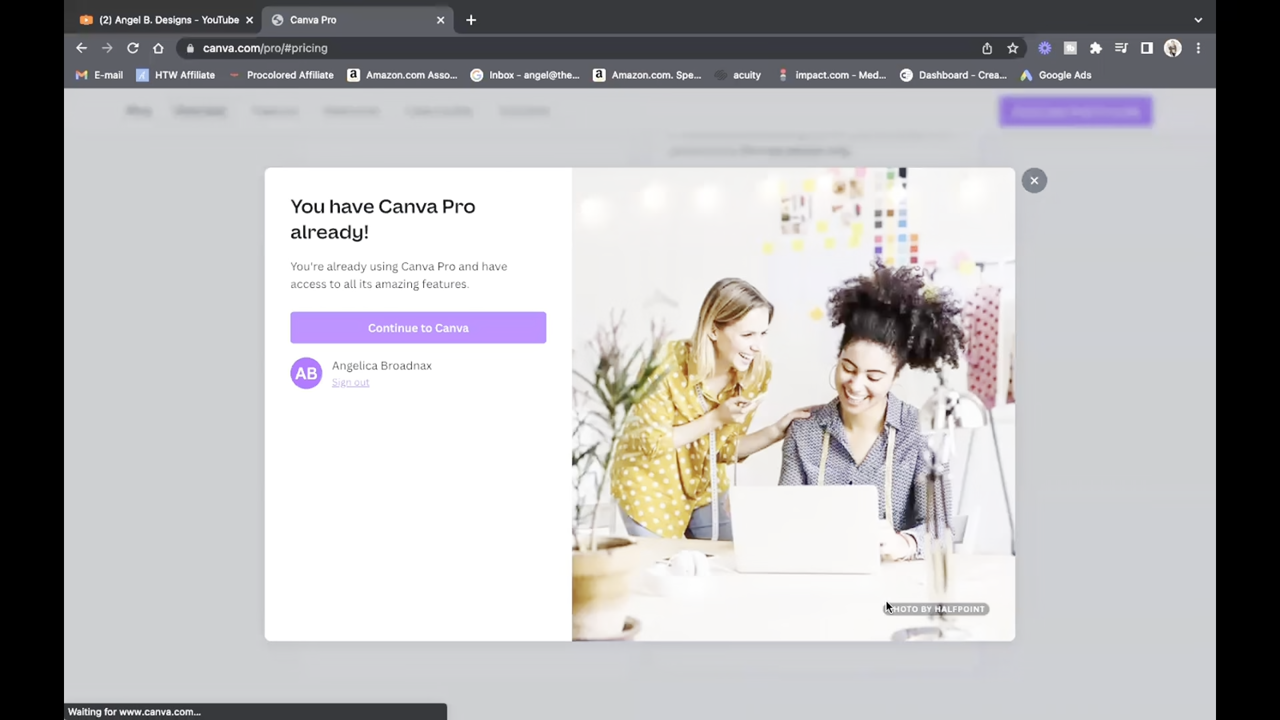 (2) Angel B. Designs - YouTube
Canva Pro
canva.com/pro/#pricing
E-mail
HTW Affiliate
Procolored Affiliate
Amazon.com Asso...
Inbox - angel@the...
Amazon.com. Spe...
acuity
impact.com - Med...
Dashboard - Crea...
Google Ads
You have Canva Pro
already!
You're already using Canva Pro and have
access to all its amazing features.
Continue to Canva
AB
Angelica Broadnax
Sign out
PHOTO BY HALFPOINT
Waiting for www.canva.com...